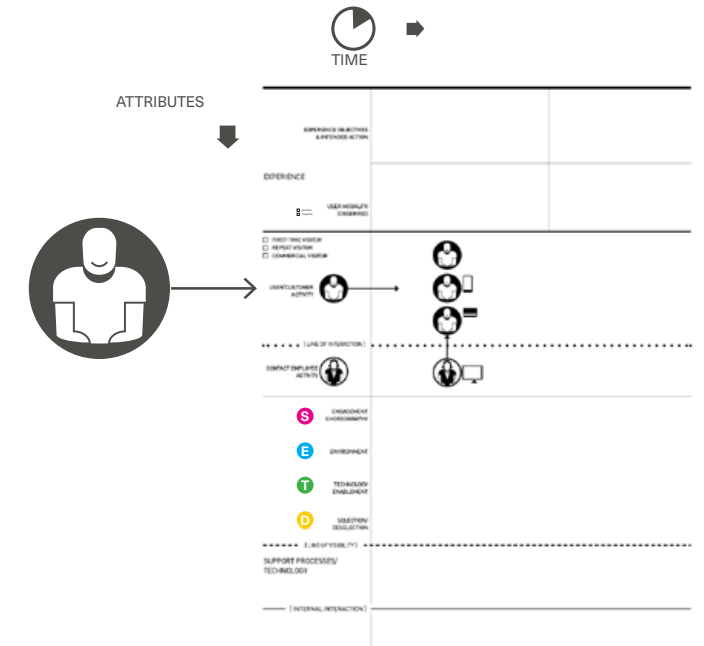 TIME
ATTRIBUTES
EXPERIENCE OBJECTIVES
& INTENDED ACTION
EXPERIENCE
USER MODALITY
FIRST-TIME VISITOR
REPEAT VISITOR
COMMERCIAL VISITOR
USER/CUSTOMER
ACTIVITY
[ LINE OF INTERACTION ]
CONTACT EMPLOYEE
ACTIVITY
S
ENGAGEMENT
CHOREOGRAPHY
E
ENVIRONMENT
T
TECHNOLOGY
ENABLEMENT
D
SELECTION/
DESELECTION
[ LINE OF VISIBILITY ]
SUPPORT PROCESSES/
TECHNOLOGY
[ INTERNAL INTERACTION ]